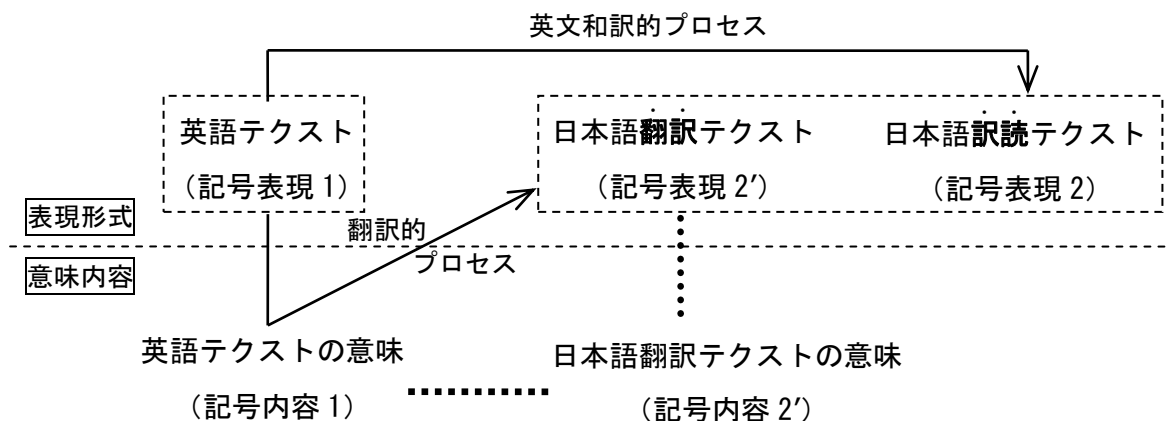 英文和訳的プロセス
英語テクスト
(記号表現 1)
日本語翻訳テクスト
(記号表現 2′)
日本語訳読テクスト
(記号表現 2)
表現形式
翻訳的
プロセス
意味内容
英語テクストの意味
(記号内容 1)
日本語翻訳テクストの意味
(記号内容 2′)